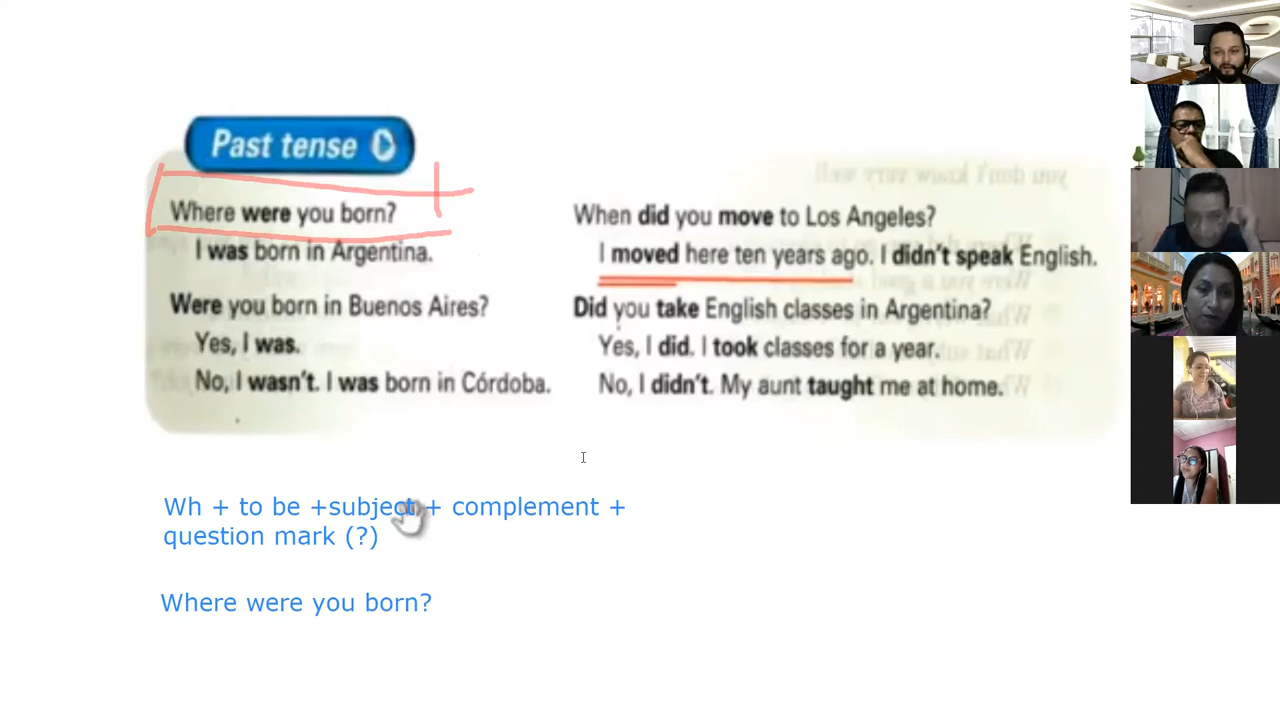 Past tense
Where were you born?
I was born in Argentina.
Were you born in Buenos Aires?
Yes, I was.
No, I wasn't. I was born in Córdoba.
When did you move to Los Angeles?
I moved here ten years ago. I didn't speak English.
Did you take English classes in Argentina?
Yes, I did. I took classes for a year.
No, I didn't. My aunt taught me at home.
Wh + to be +subject + complement +
question mark (?)
Where were you born?